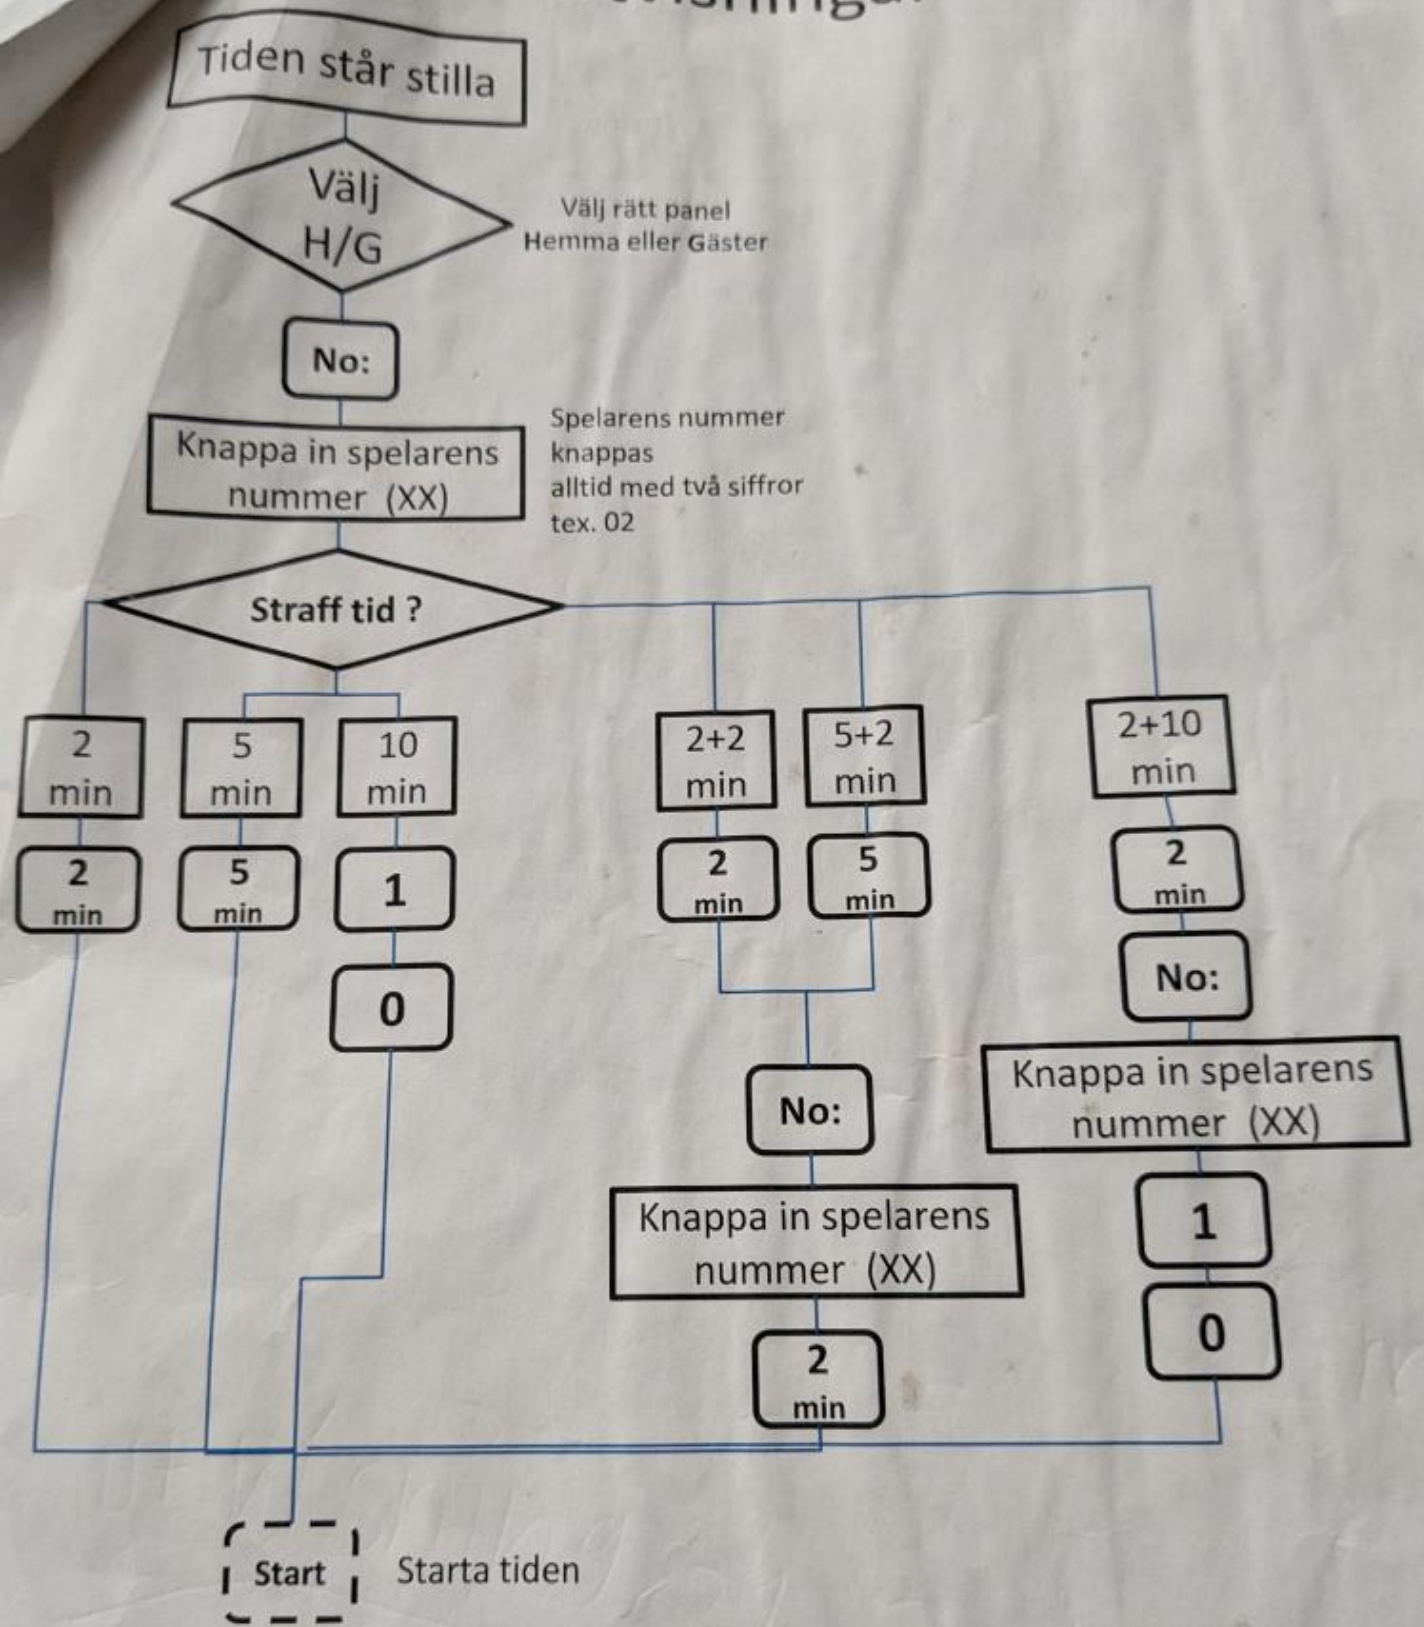 Tiden står stilla
Välj
H/G
Välj rätt panel
Hemma eller Gäster
No:
Knappa in spelarens
nummer (XX)
Spelarens nummer
knappas
alltid med två siffror
tex. 02
Straff tid ?
2
min
5
min
10
min
2+2
min
5+2
min
2+10
min
2
min
5
min
1
0
2
min
5
min
No:
Knappa in spelarens
nummer (XX)
2
min
2
min
No:
Knappa in spelarens
nummer (XX)
1
0
Start
Starta tiden